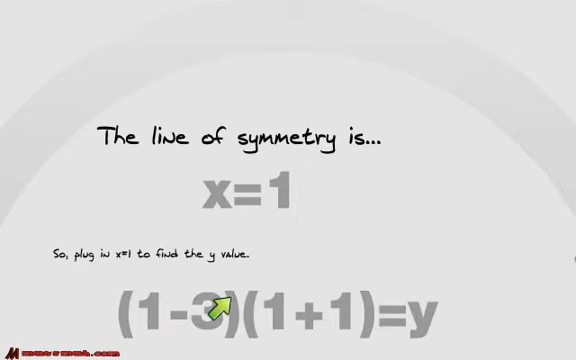 The line of symmetry is...
x=1
So, plug in x=1 to find the y value.
(1-3)(1+1)=y